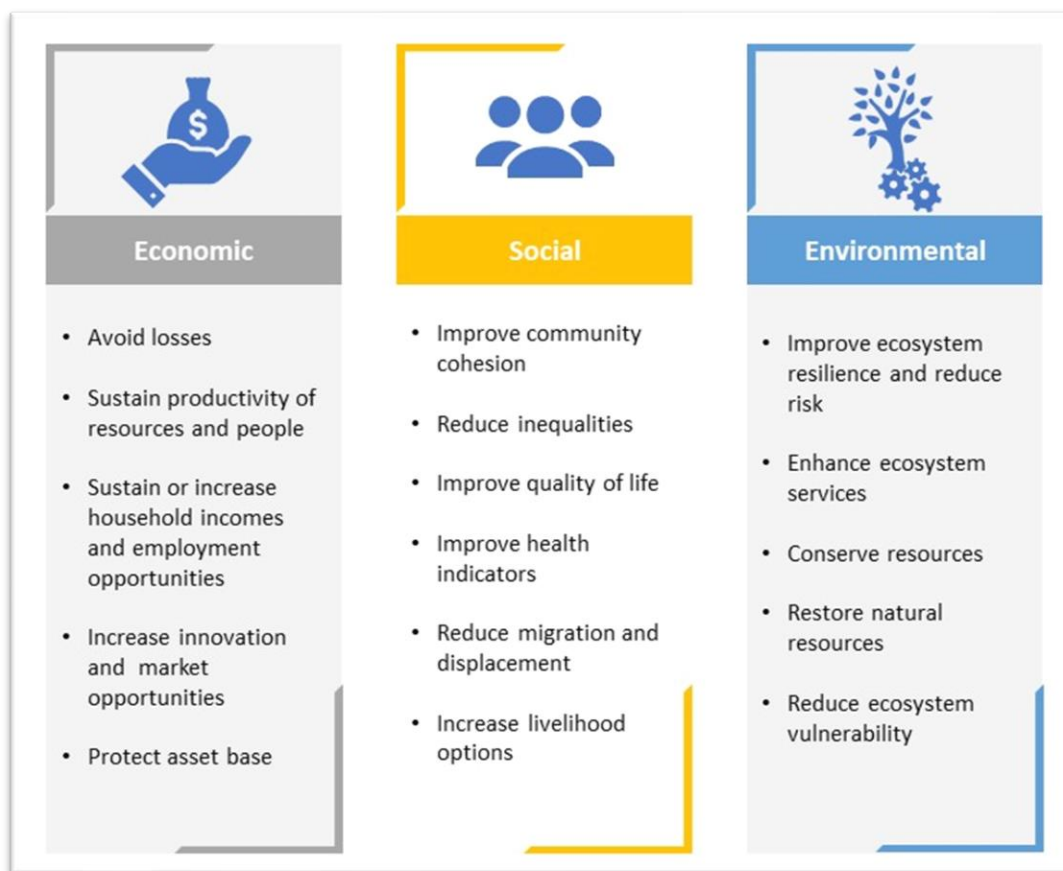 $
Economic
• Avoid losses
• Sustain productivity of
resources and people
• Sustain or increase
household incomes
and employment
opportunities
• Increase innovation
and market
opportunities
• Protect asset base
Social
• Improve community
cohesion
• Reduce inequalities
• Improve quality of life
• Improve health
indicators
• Reduce migration and
displacement
• Increase livelihood
options
Environmental
• Improve ecosystem
resilience and reduce
risk
• Enhance ecosystem
services
• Conserve resources
• Restore natural
resources
• Reduce ecosystem
vulnerability